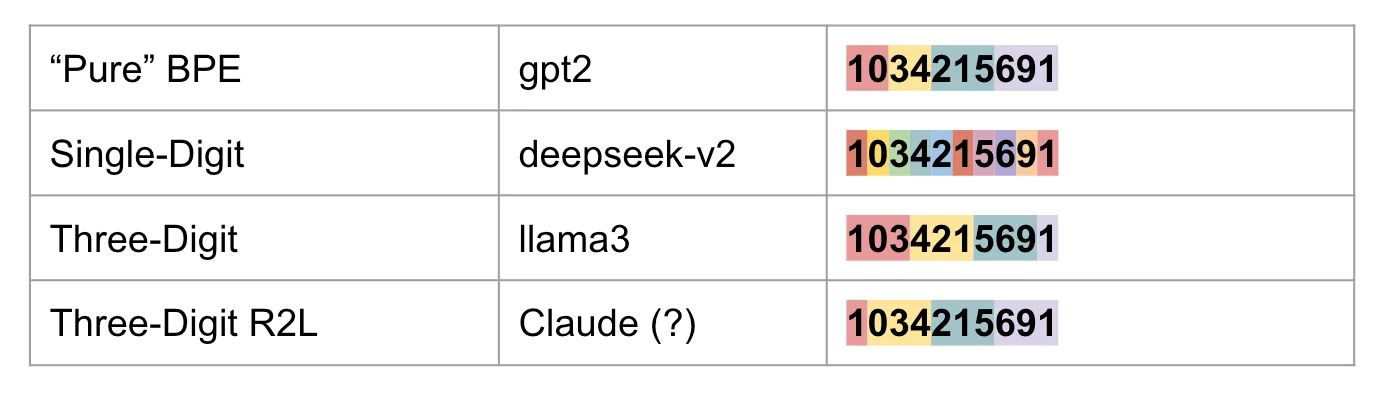 “Pure” BPE gpt2 1034215691
Single-Digit deepseek-v2 1034215691
Three-Digit llama3 1034215691
Three-Digit R2L Claude (?) 1034215691